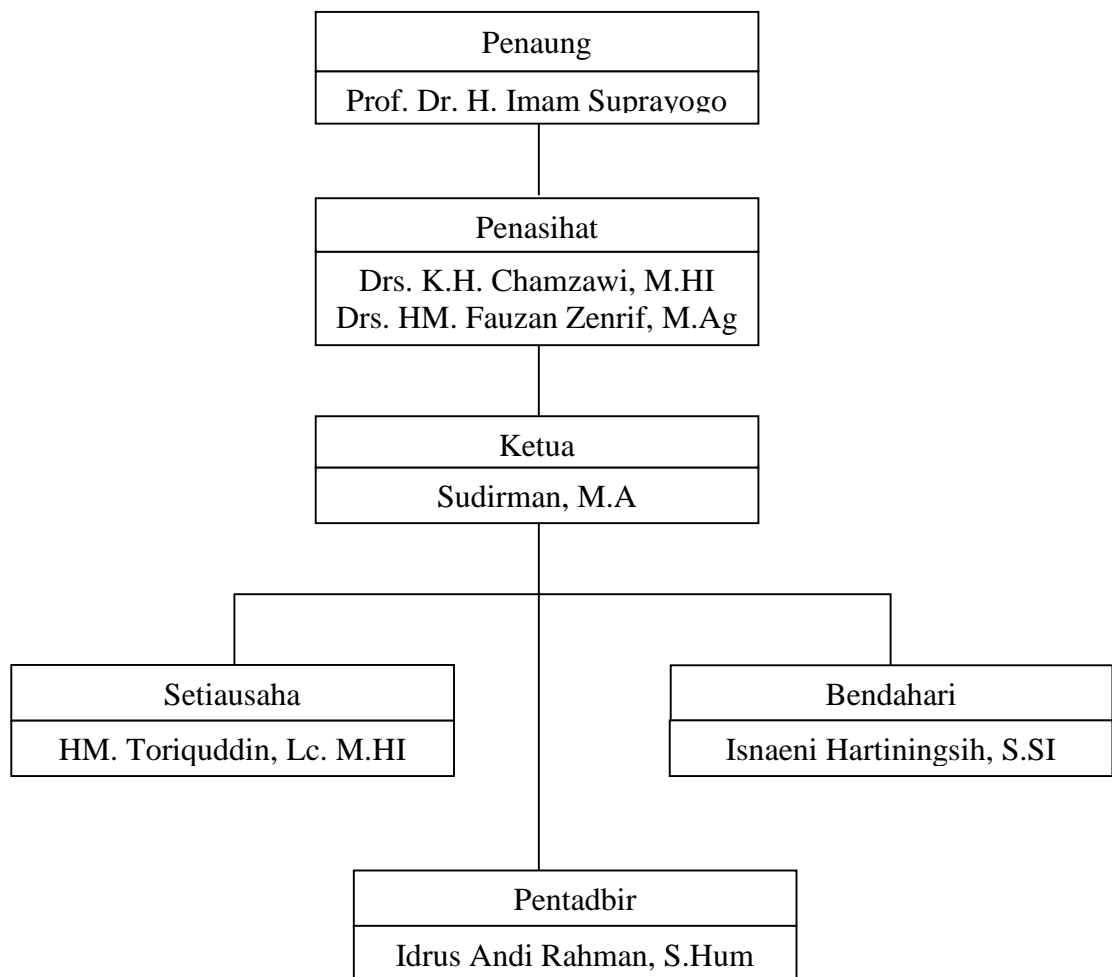 Penaung
Prof. Dr. H. Imam Suprayogo
Penasihat
Drs. K.H. Chamzawi, M.HI
Drs. HM. Fauzan Zenrif, M.Ag
Ketua
Sudirman, M.A
Setiausaha
HM. Toriquddin, Lc. M.HI
Bendahari
Isnaeni Hartiningsih, S.SI
Pentadbir
Idrus Andi Rahman, S.Hum